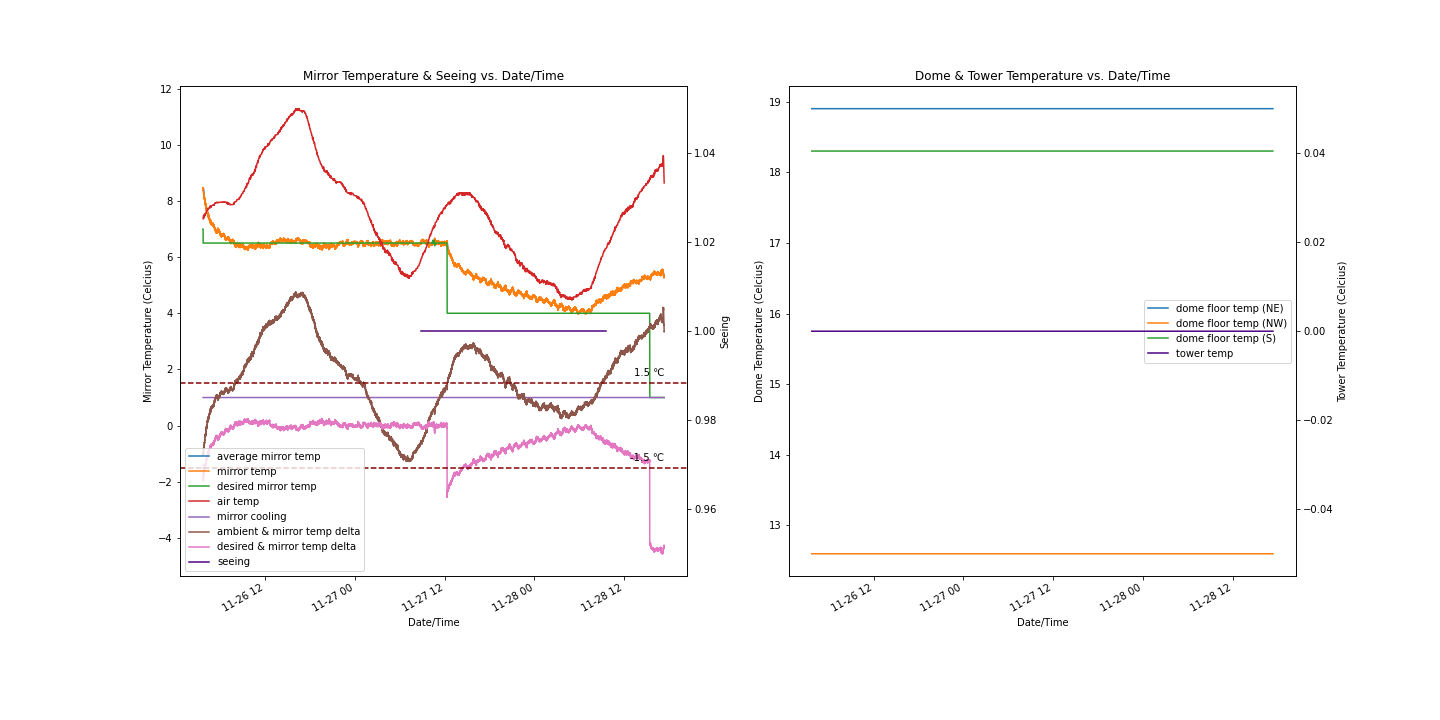 Mirror Temperature & Seeing vs. Date/Time
Mirror Temperature (Celcius)
12
10
8
6
4
2
0
−2
−4
1.04
1.02
1.00
0.98
0.96
Seeing
1.5 °C
-1.5 °C
average mirror temp
mirror temp
desired mirror temp
air temp
mirror cooling
ambient & mirror temp delta
desired & mirror temp delta
seeing
11-26 12
11-27 00
11-27 12
11-28 00
11-28 12
Date/Time
Dome & Tower Temperature vs. Date/Time
Dome Temperature (Celcius)
19
18
17
16
15
14
13
0.04
0.02
0.00
−0.02
−0.04
Tower Temperature (Celcius)
dome floor temp (NE)
dome floor temp (NW)
dome floor temp (S)
tower temp
11-26 12
11-27 00
11-27 12
11-28 00
11-28 12
Date/Time